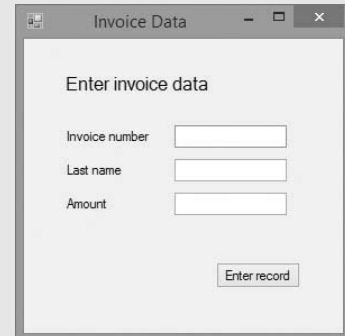 Invoice Data
Enter invoice data
Invoice number
Last name
Amount
Enter record